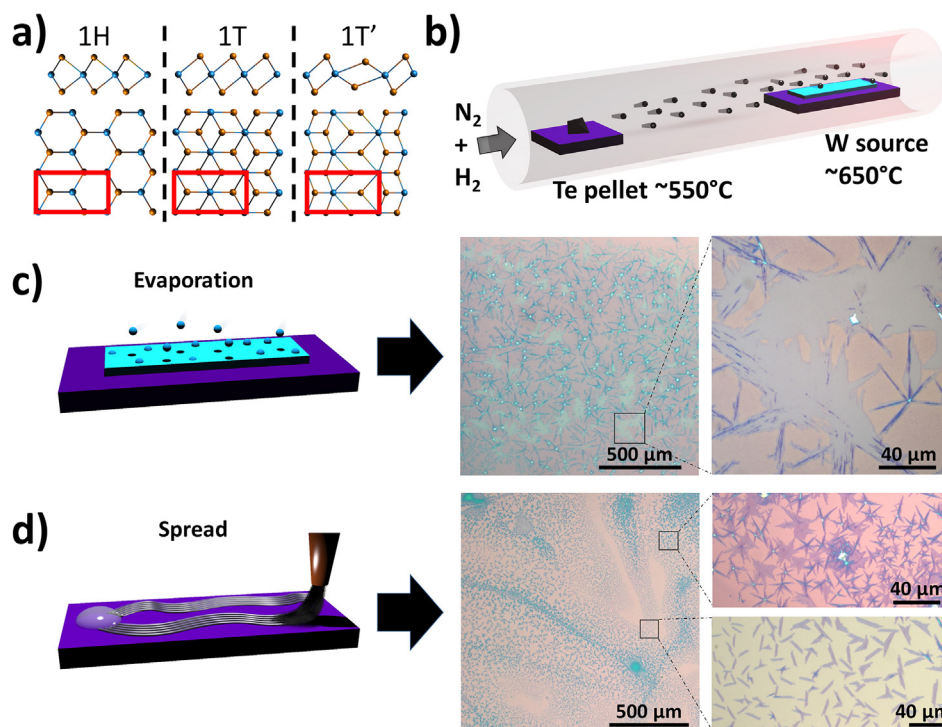 a)
1H
1T
1T’
b)
N2
+
H2
Te pellet ~550°C
W source
~650°C
c)
Evaporation
500 µm
40 µm
d)
Spread
500 µm
40 µm
40 µm